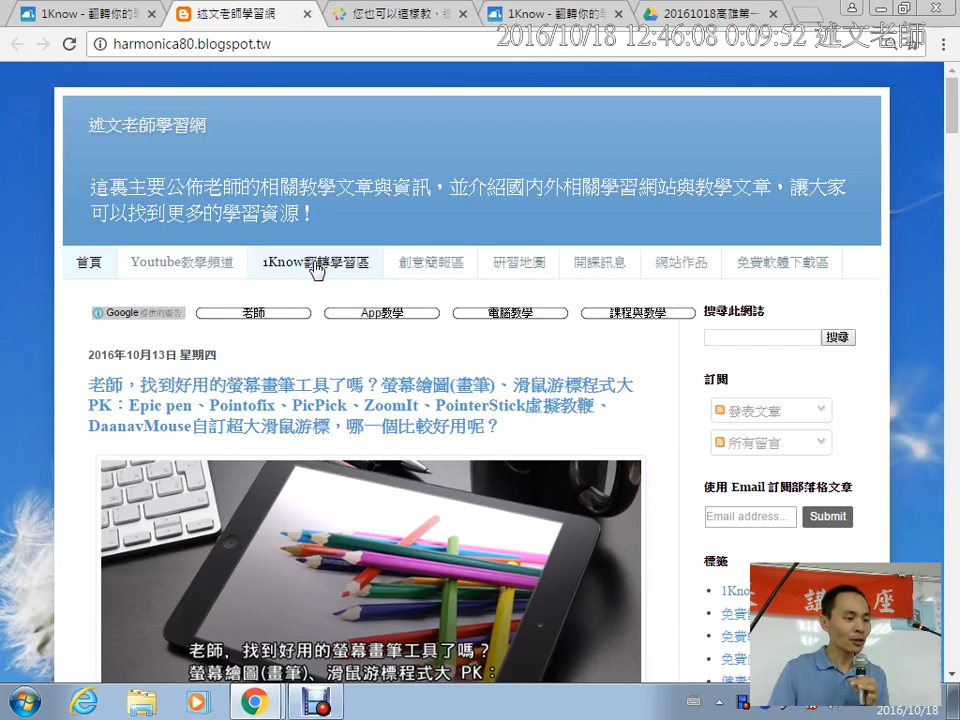 1Know - 翻轉你的
述文老師學習網
您也可以這樣教、
1Know - 翻轉你的
20161018高雄第一
harmonica80.blogspot.tw
2016/10/18 12:46:08 0:09:52 述文老師
述文老師學習網
這裏主要公佈老師的相關教學文章與資訊，並介紹國內外相關學習網站與教學文章，讓大家
可以找到更多的學習資源！
首頁
Youtube教學頻道
1Know翻轉學習區
創意簡報區
研習地圖
開課訊息
網站作品
免費軟體下載區
Google 提供的廣告
老師
App教學
電腦教學
課程與教學
搜尋此網誌
搜尋
2016年10月13日 星期四
老師，找到好用的螢幕畫筆工具了嗎？螢幕繪圖(畫筆)、滑鼠游標程式大
PK：Epic pen、Pointofix、PicPick、ZoomIt、PointerStick虛擬教鞭、
DaanavMouse自訂超大滑鼠游標，哪一個比較好用呢？
訂閱
發表文章
所有留言
使用 Email 訂閱部落格文章
Email address...
Submit
標籤
1Kno
免費
免費
免費
老師，找到好用的螢幕畫筆工具了嗎？
螢幕繪圖(畫筆)、滑鼠游標程式大 PK：
講 座
2016/10/18